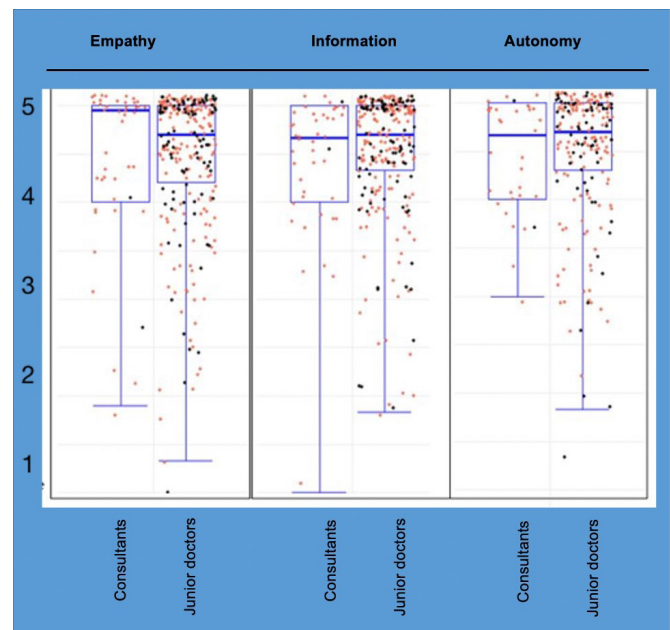 Empathy Information Autonomy
5
4
3
2
1
Consultants
Junior doctors
Consultants
Junior doctors
Consultants
Junior doctors